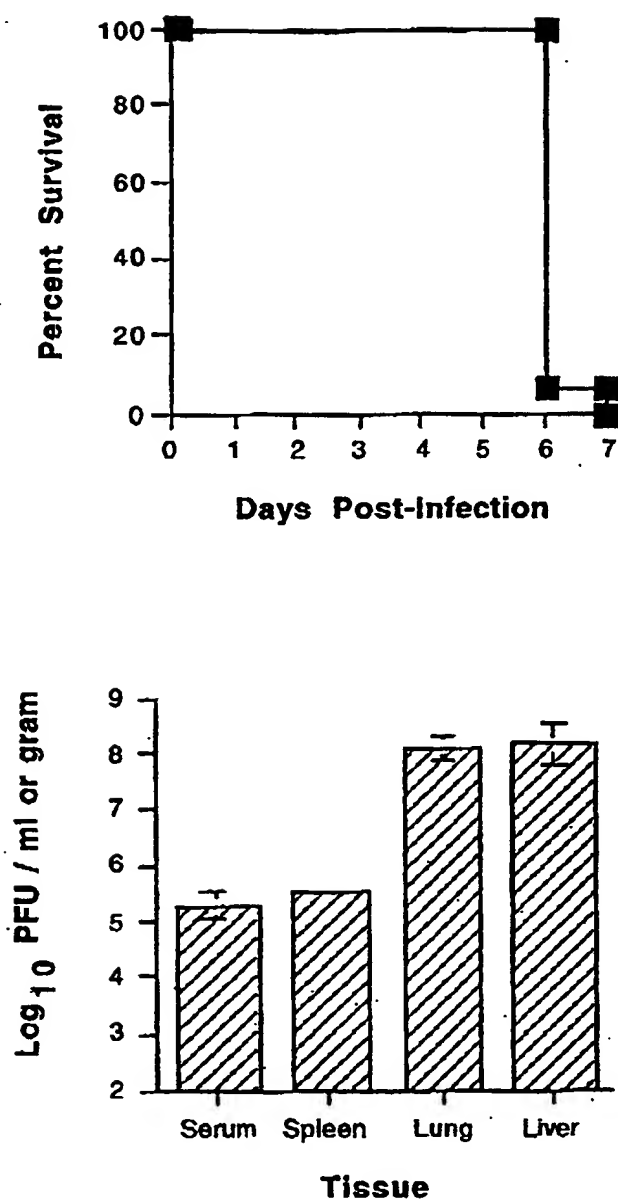 100
80
60
40
20
0
Percent Survival
0 1 2 3 4 5 6 7
Days Post-Infection
9
8
7
6
5
4
3
2
Log10 PFU / ml or gram
Serum Spleen Lung Liver
Tissue